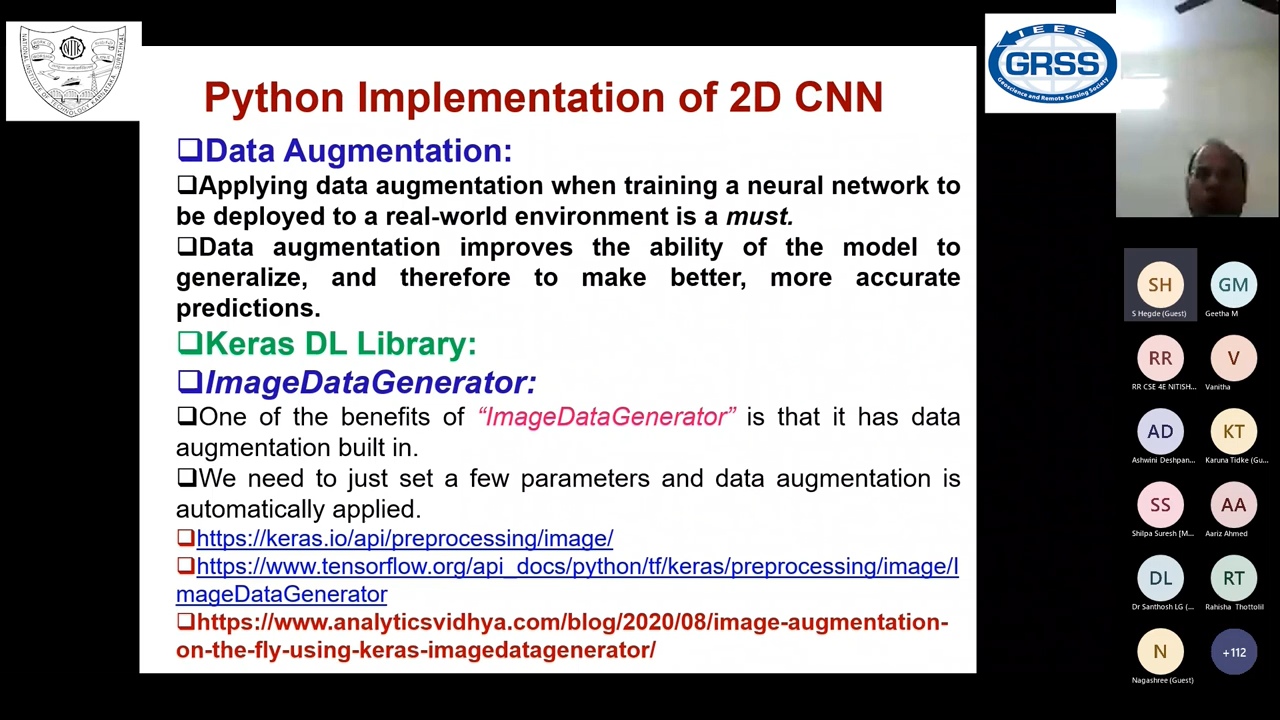 Python Implementation of 2D CNN
❑Data Augmentation:
❑Applying data augmentation when training a neural network to
be deployed to a real-world environment is a must.
❑Data augmentation improves the ability of the model to
generalize, and therefore to make better, more accurate
predictions.
❑Keras DL Library:
❑ImageDataGenerator:
❑One of the benefits of “ImageDataGenerator” is that it has data
augmentation built in.
❑We need to just set a few parameters and data augmentation is
automatically applied.
❑https://keras.io/api/preprocessing/image/
❑https://www.tensorflow.org/api_docs/python/tf/keras/preprocessing/image/I
mageDataGenerator
❑https://www.analyticsvidhya.com/blog/2020/08/image-augmentation-
on-the-fly-using-keras-imagedatagenerator/
IEEE
GRSS
Geoscience and Remote Sensing Society
SH
S Hegde (Guest)
GM
Geetha M
RR
RR CSE 4E NITISH...
V
Vanitha
AD
Ashwini Deshpan...
KT
Karuna Tidke (Gu...
SS
Shilpa Suresh [M...
AA
Aariz Ahmed
DL
Dr Santhosh LG (...
RT
Rahisha Thottolil
N
Nagashree (Guest)
+112